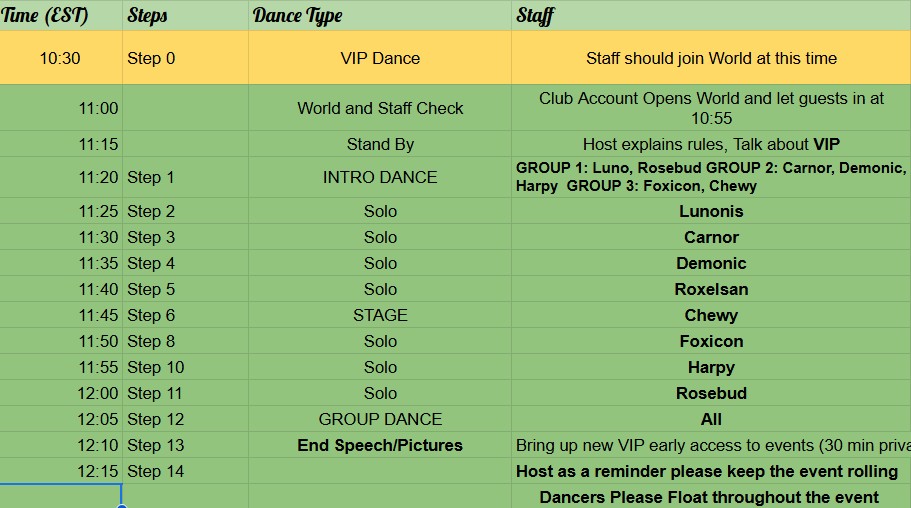 Time (EST) Steps Dance Type Staff
10:30 Step 0 VIP Dance Staff should join World at this time
Club Account Opens World and let guests in at
11:00 World and Staff Check
10:55
11:15 Stand By Host explains rules, Talk about VIP
GROUP 1: Luno, Rosebud GROUP 2: Carnor, Demonic,
11:20 Step 1 INTRO DANCE
Harpy GROUP 3: Foxicon, Chewy
11:25 Step 2 Solo Lunonis
11:30 Step 3 Solo Carnor
11:35 Step 4 Solo Demonic
11:40 Step 5 Solo Roxelsan
11:45 Step 6 STAGE Chewy
11:50 Step 8 Solo Foxicon
11:55 Step 10 Solo Harpy
12:00 Step 11 Solo Rosebud
12:05 Step 12 GROUP DANCE All
12:10 Step 13 End Speech/Pictures Bring up new VIP early access to events (30 min priva
12:15 Step 14 Host as a reminder please keep the event rolling
Dancers Please Float throughout the event